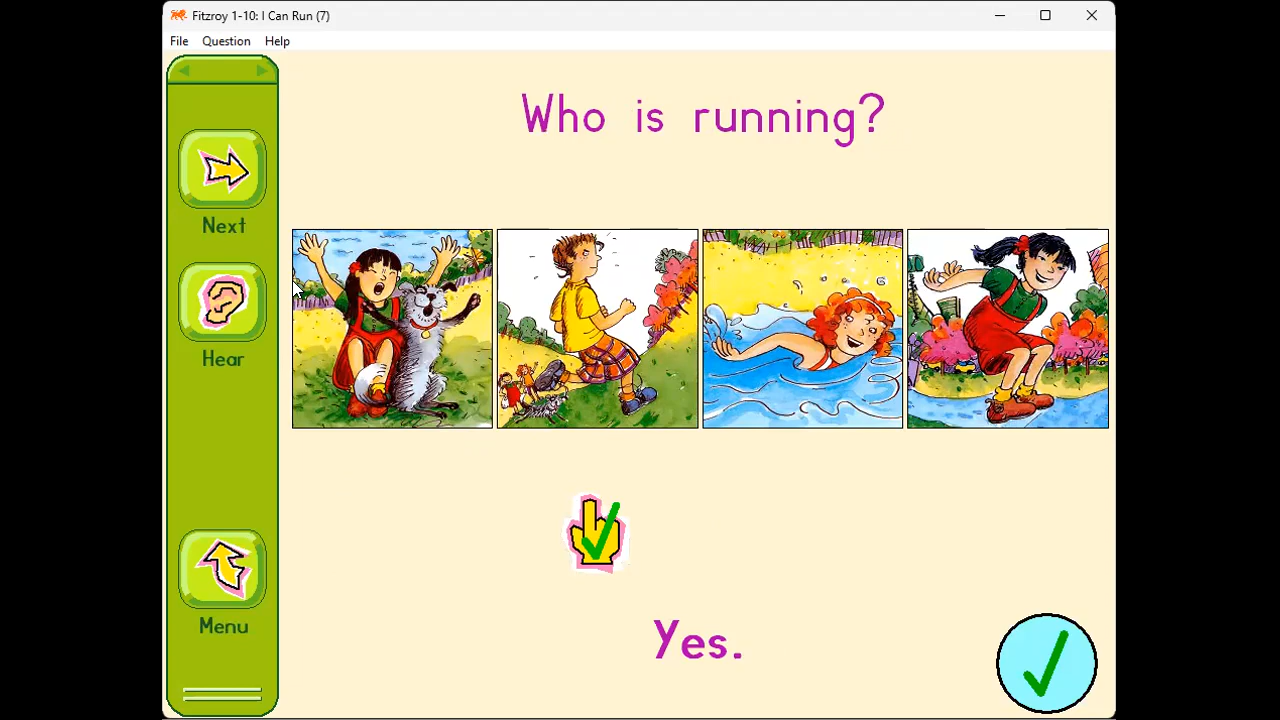 Fitzroy 1-10: I Can Run (7)
File Question Help
Who is running?
Next
Hear
Menu
Yes.